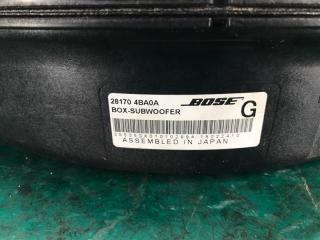 28170 4BA0A BOSE
BOX-SUBWOOFER G
ASSEMBLED IN JAPAN